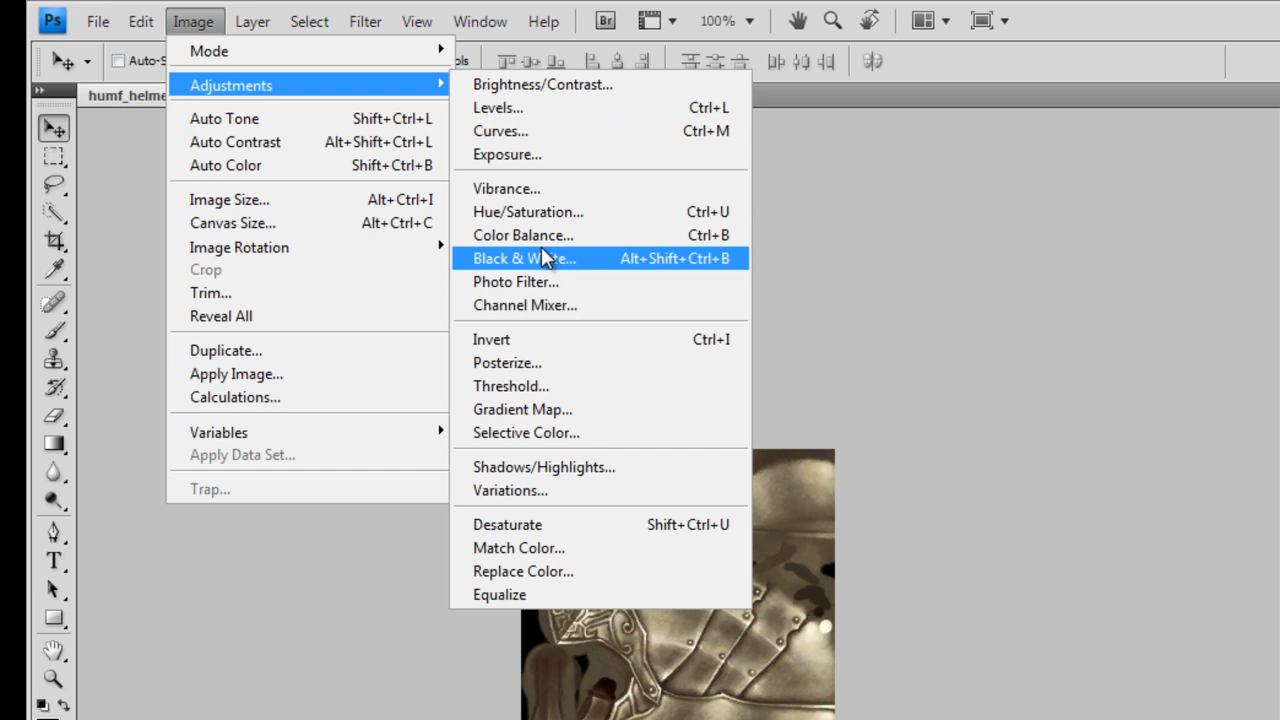 Ps File Edit Image Layer Select Filter View Window Help Br 100%
Auto-S
humf_helme
Mode
Adjustments
Auto Tone Shift+Ctrl+L
Auto Contrast Alt+Shift+Ctrl+L
Auto Color Shift+Ctrl+B
Image Size... Alt+Ctrl+I
Canvas Size... Alt+Ctrl+C
Image Rotation
Crop
Trim...
Reveal All
Duplicate...
Apply Image...
Calculations...
Variables
Apply Data Set...
Trap...
Brightness/Contrast...
Levels... Ctrl+L
Curves... Ctrl+M
Exposure...
Vibrance...
Hue/Saturation... Ctrl+U
Color Balance... Ctrl+B
Black & White... Alt+Shift+Ctrl+B
Photo Filter...
Channel Mixer...
Invert Ctrl+I
Posterize...
Threshold...
Gradient Map...
Selective Color...
Shadows/Highlights...
Variations...
Desaturate Shift+Ctrl+U
Match Color...
Replace Color...
Equalize